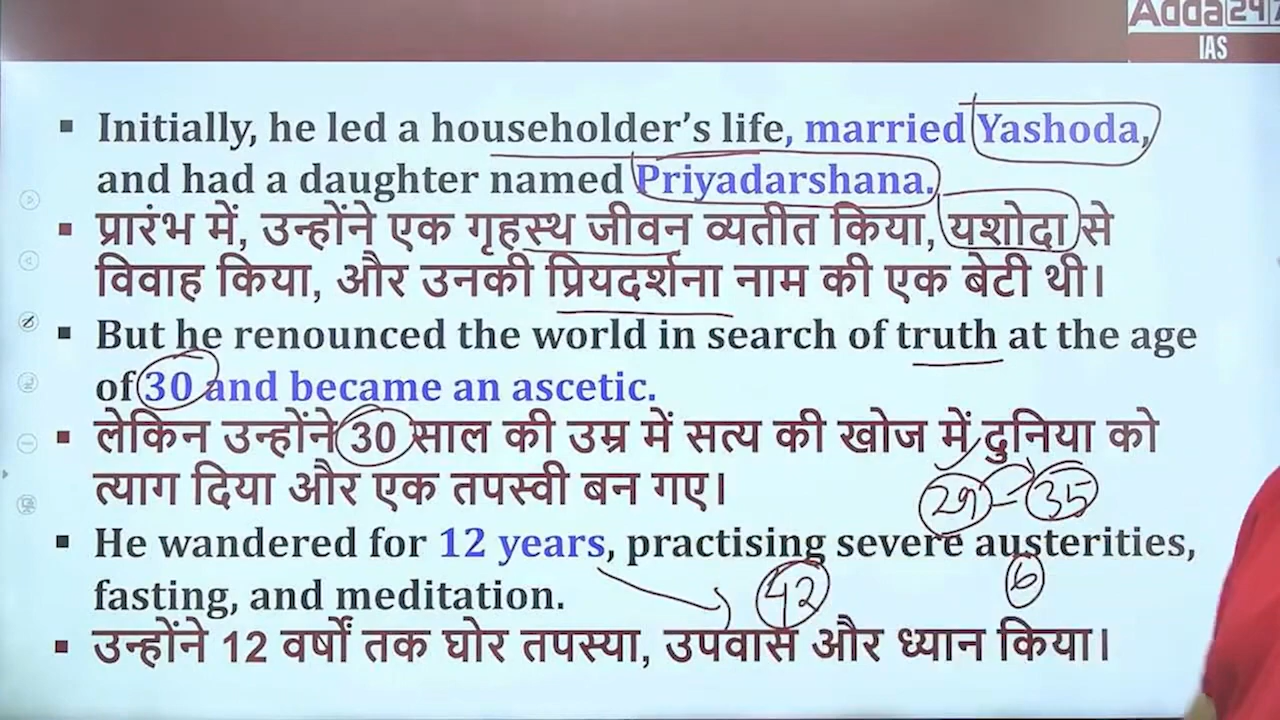 Adda247
IAS
▪ Initially, he led a householder's life, married Yashoda,
and had a daughter named Priyadarshana.
▪ प्रारंभ में, उन्होंने एक गृहस्थ जीवन व्यतीत किया, यशोदा से
विवाह किया, और उनकी प्रियदर्शना नाम की एक बेटी थी।
▪ But he renounced the world in search of truth at the age
of 30 and became an ascetic.
▪ लेकिन उन्होंने 30 साल की उम्र में सत्य की खोज में दुनिया को
त्याग दिया और एक तपस्वी बन गए।
29 – 35
▪ He wandered for 12 years, practising severe austerities,
fasting, and meditation.
42 6
▪ उन्होंने 12 वर्षों तक घोर तपस्या, उपवास और ध्यान किया।